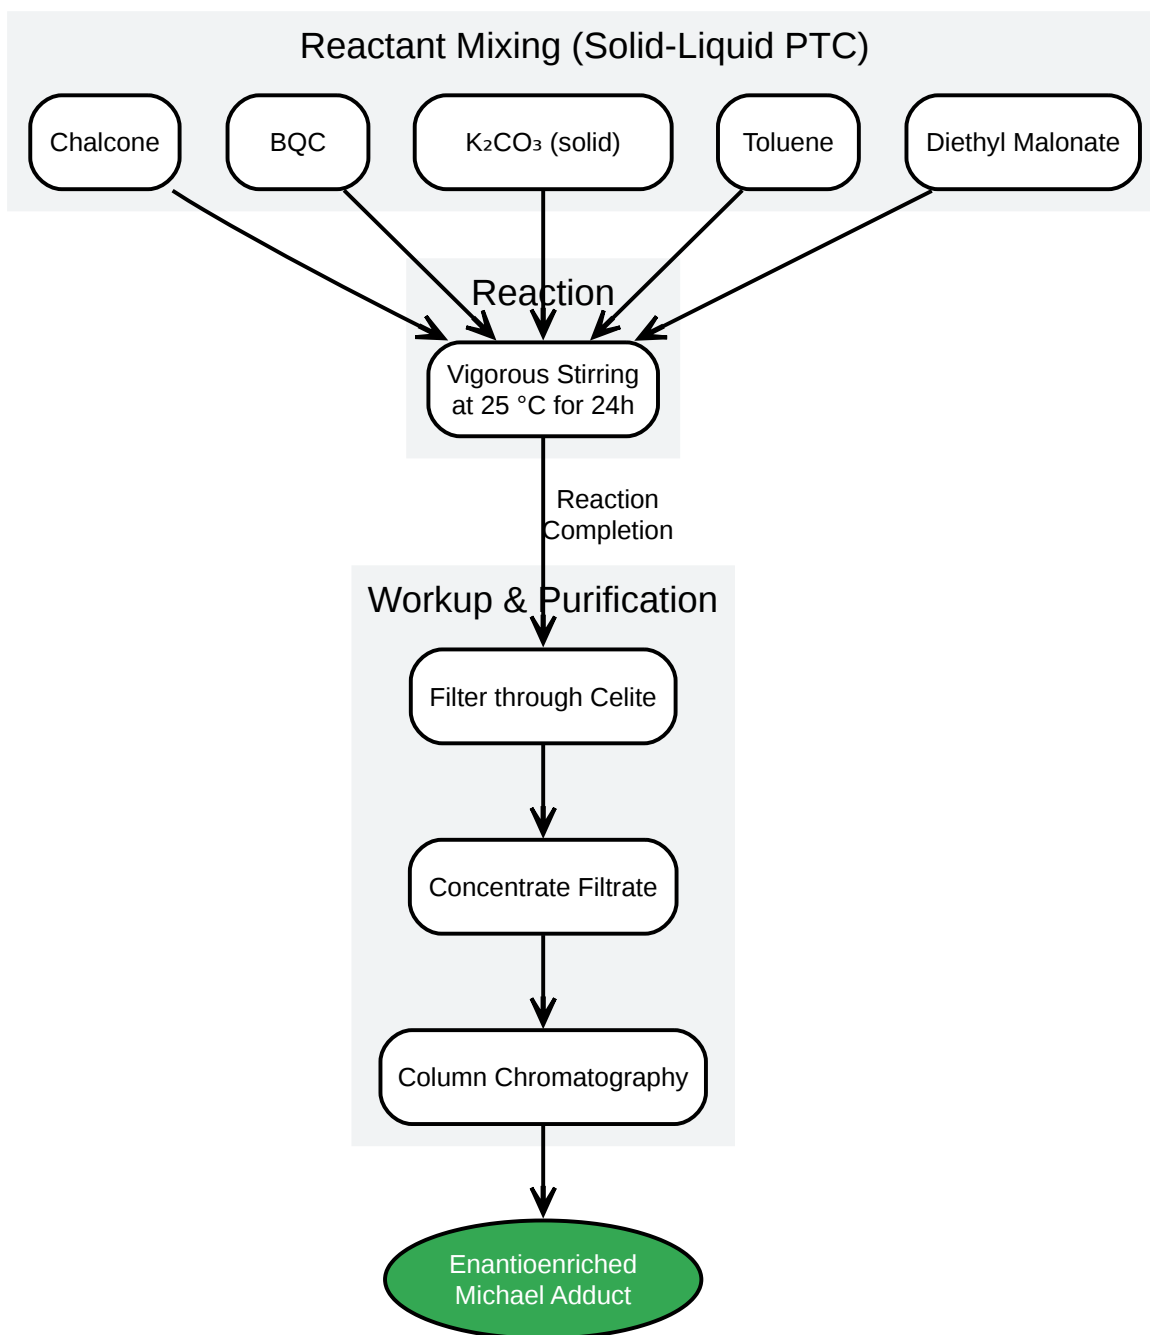 Reactant Mixing (Solid-Liquid PTC)
Chalcone
BQC
K₂CO₃ (solid)
Toluene
Diethyl Malonate
Reaction
Vigorous Stirring
at 25 °C for 24h
Reaction
Completion
Workup & Purification
Filter through Celite
Concentrate Filtrate
Column Chromatography
Enantioenriched
Michael Adduct